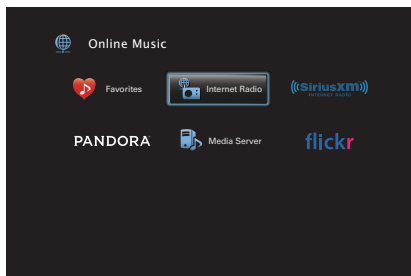 Online Music
Favorites
Internet Radio
((SiriusXM))
INTERNET RADIO
PANDORA
Media Server
flickr